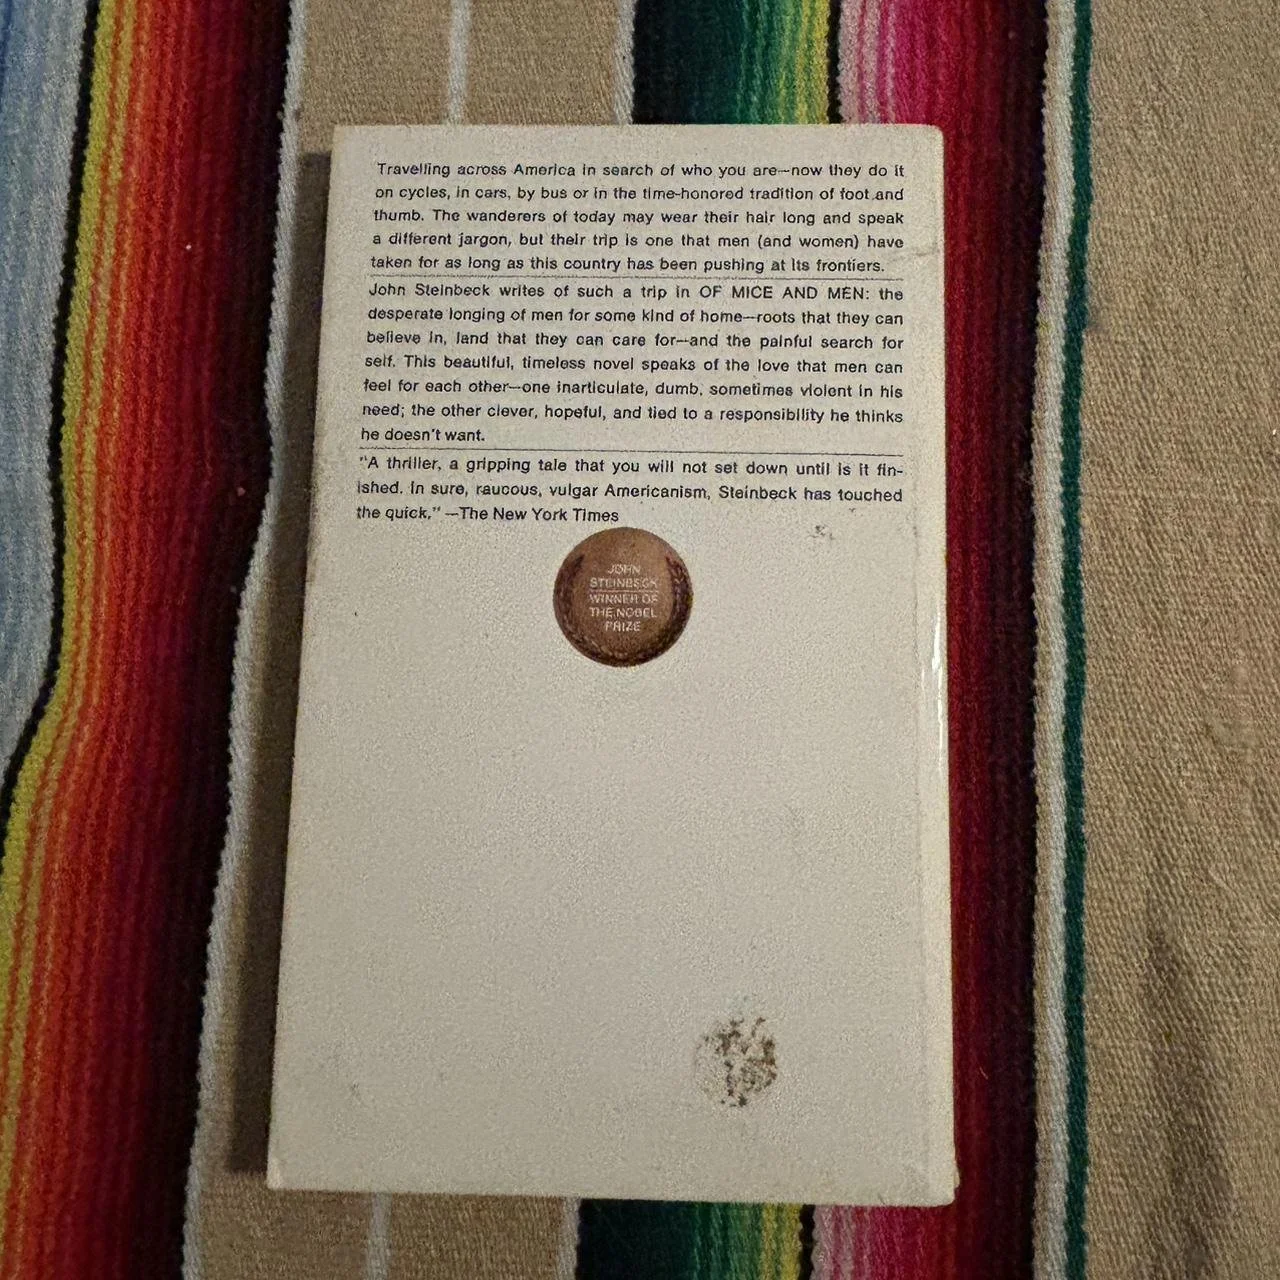 Travelling across America in search of who you are—now they do it
on cycles, in cars, by bus or in the time-honored tradition of foot and
thumb. The wanderers of today may wear their hair long and speak
a different jargon, but their trip is one that men (and women) have
taken for as long as this country has been pushing at its frontiers.
John Steinbeck writes of such a trip in OF MICE AND MEN: the
desperate longing of men for some kind of home—roots that they can
believe in, land that they can care for—and the painful search for
self. This beautiful, timeless novel speaks of the love that men can
feel for each other—one inarticulate, dumb, sometimes violent in his
need; the other clever, hopeful, and tied to a responsibility he thinks
he doesn't want.
"A thriller, a gripping tale that you will not set down until is it fin-
ished. In sure, raucous, vulgar Americanism, Steinbeck has touched
the quick." —The New York Times
JOHN
STEINBECK
WINNER OF
THE NOBEL
PRIZE